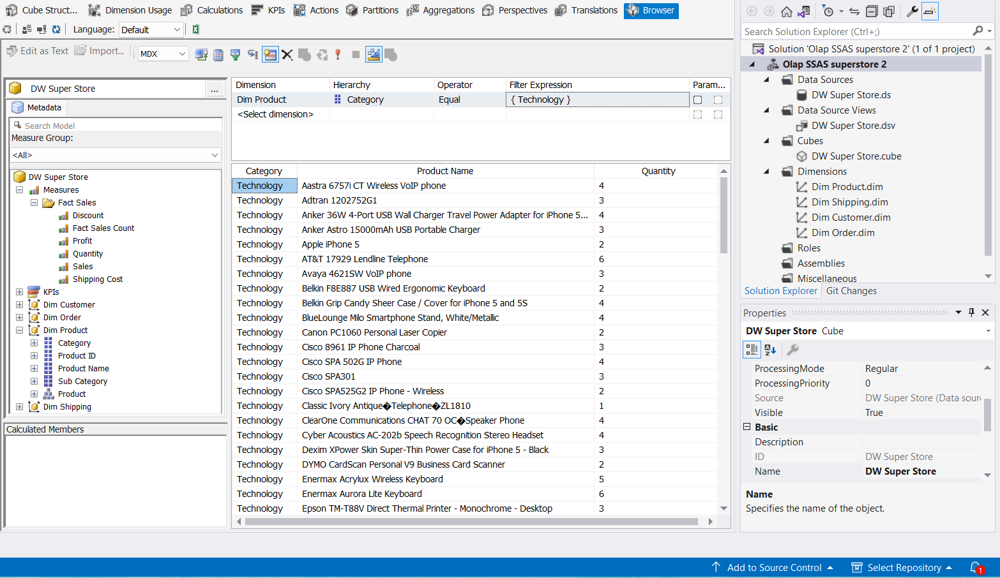 Cube Struct... Dimension Usage Calculations KPIs Actions Partitions Aggregations Perspectives Translations Browser
Language: Default
Edit as Text Import... MDX
DW Super Store ...
Metadata
Search Model
Measure Group:
<All>
DW Super Store
Measures
Fact Sales
Discount
Fact Sales Count
Profit
Quantity
Sales
Shipping Cost
KPIs
Dim Customer
Dim Order
Dim Product
Category
Product ID
Product Name
Sub Category
Product
Dim Shipping
Calculated Members
Dimension Hierarchy Operator Filter Expression Param...
Dim Product Category Equal { Technology }
<Select dimension>
Category Product Name Quantity
Technology Aastra 6757i CT Wireless VoIP phone 4
Technology Adtran 1202752G1 3
Technology Anker 36W 4-Port USB Wall Charger Travel Power Adapter for iPhone 5... 4
Technology Anker Astro 15000mAh USB Portable Charger 3
Technology Apple iPhone 5 2
Technology AT&T 17929 Lendline Telephone 6
Technology Avaya 4621SW VoIP phone 3
Technology Belkin F8E887 USB Wired Ergonomic Keyboard 2
Technology Belkin Grip Candy Sheer Case / Cover for iPhone 5 and 5S 4
Technology BlueLounge Milo Smartphone Stand, White/Metallic 4
Technology Canon PC1060 Personal Laser Copier 2
Technology Cisco 8961 IP Phone Charcoal 3
Technology Cisco SPA 502G IP Phone 4
Technology Cisco SPA301 3
Technology Cisco SPA525G2 IP Phone - Wireless 2
Technology Classic Ivory Antique�Telephone�ZL1810 1
Technology ClearOne Communications CHAT 70 OC�Speaker Phone 4
Technology Cyber Acoustics AC-202b Speech Recognition Stereo Headset 4
Technology Dexim XPower Skin Super-Thin Power Case for iPhone 5 - Black 3
Technology DYMO CardScan Personal V9 Business Card Scanner 2
Technology Enermax Acrylux Wireless Keyboard 5
Technology Enermax Aurora Lite Keyboard 6
Technology Epson TM-T88V Direct Thermal Printer - Monochrome - Desktop 3
Search Solution Explorer (Ctrl+;)
Solution 'Olap SSAS superstore 2' (1 of 1 project)
Olap SSAS superstore 2
Data Sources
DW Super Store.ds
Data Source Views
DW Super Store.dsv
Cubes
DW Super Store.cube
Dimensions
Dim Product.dim
Dim Shipping.dim
Dim Customer.dim
Dim Order.dim
Roles
Assemblies
Miscellaneous
Solution Explorer Git Changes
Properties
DW Super Store Cube
ProcessingMode Regular
ProcessingPriority 0
Source DW Super Store (Data sour
Visible True
Basic
Description
ID DW Super Store
Name DW Super Store
Name
Specifies the name of the object.
Add to Source Control Select Repository 1